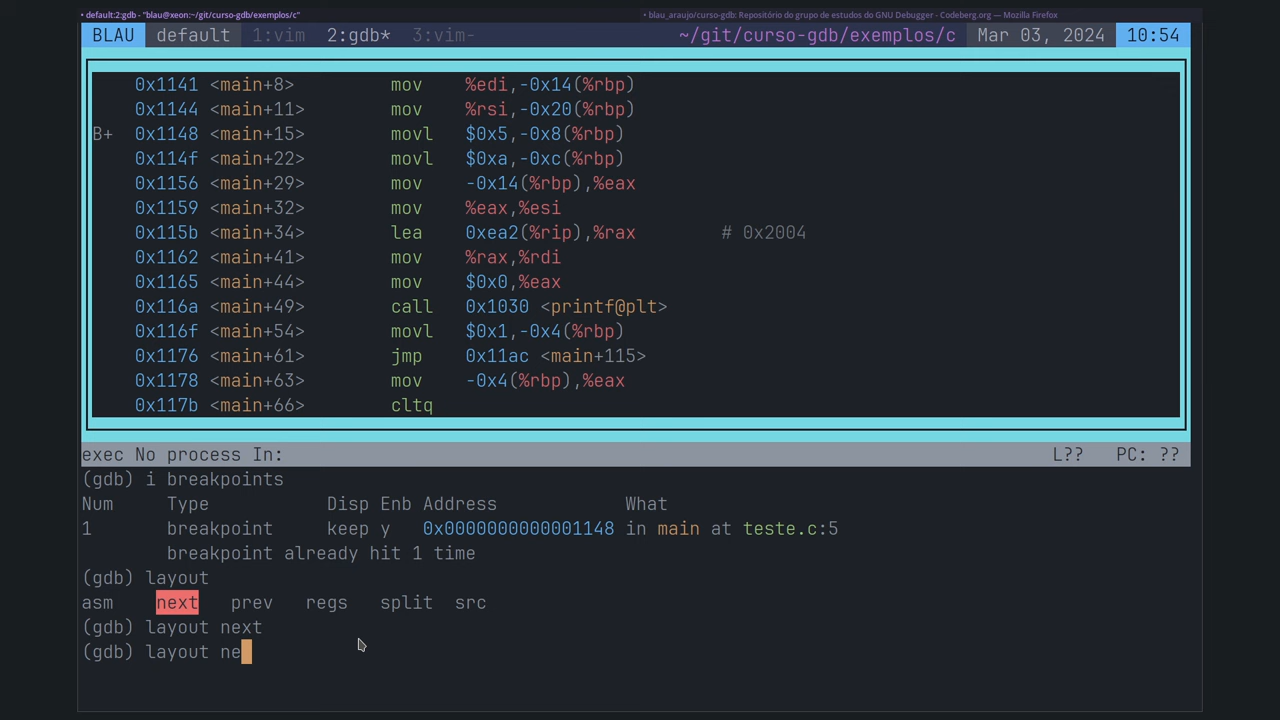 • default:2:gdb - "blau@xeon:~/git/curso-gdb/exemplos/c"
• blau_araujo/curso-gdb: Repositório do grupo de estudos do GNU Debugger - Codeberg.org — Mozilla Firefox
BLAU default 1:vim 2:gdb* 3:vim- ~/git/curso-gdb/exemplos/c Mar 03, 2024 10:54
0x1141 <main+8> mov %edi,-0x14(%rbp)
0x1144 <main+11> mov %rsi,-0x20(%rbp)
B+ 0x1148 <main+15> movl $0x5,-0x8(%rbp)
0x114f <main+22> movl $0xa,-0xc(%rbp)
0x1156 <main+29> mov -0x14(%rbp),%eax
0x1159 <main+32> mov %eax,%esi
0x115b <main+34> lea 0xea2(%rip),%rax # 0x2004
0x1162 <main+41> mov %rax,%rdi
0x1165 <main+44> mov $0x0,%eax
0x116a <main+49> call 0x1030 <printf@plt>
0x116f <main+54> movl $0x1,-0x4(%rbp)
0x1176 <main+61> jmp 0x11ac <main+115>
0x1178 <main+63> mov -0x4(%rbp),%eax
0x117b <main+66> cltq
exec No process In: L?? PC: ??
(gdb) i breakpoints
Num Type Disp Enb Address What
1 breakpoint keep y 0x0000000000001148 in main at teste.c:5
breakpoint already hit 1 time
(gdb) layout
asm next prev regs split src
(gdb) layout next
(gdb) layout ne